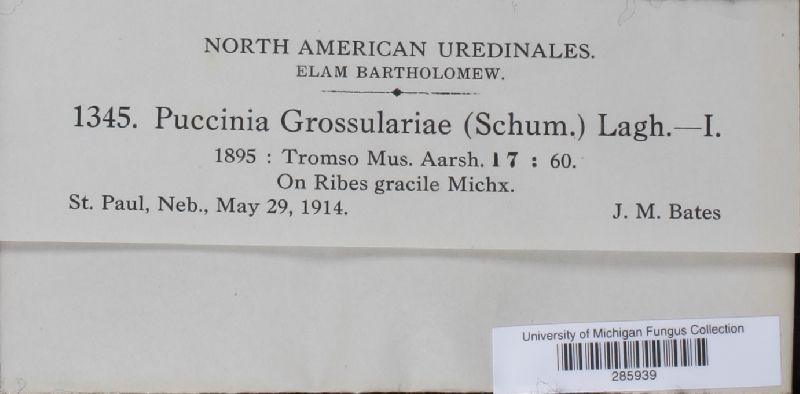 NORTH AMERICAN UREDINALES.
ELAM BARTHOLOMEW.
1345. Puccinia Grossulariae (Schum.) Lagh.—I.
1895 : Tromso Mus. Aarsh. 17 : 60.
On Ribes gracile Michx.
St. Paul, Neb., May 29, 1914. J. M. Bates
University of Michigan Fungus Collection
285939